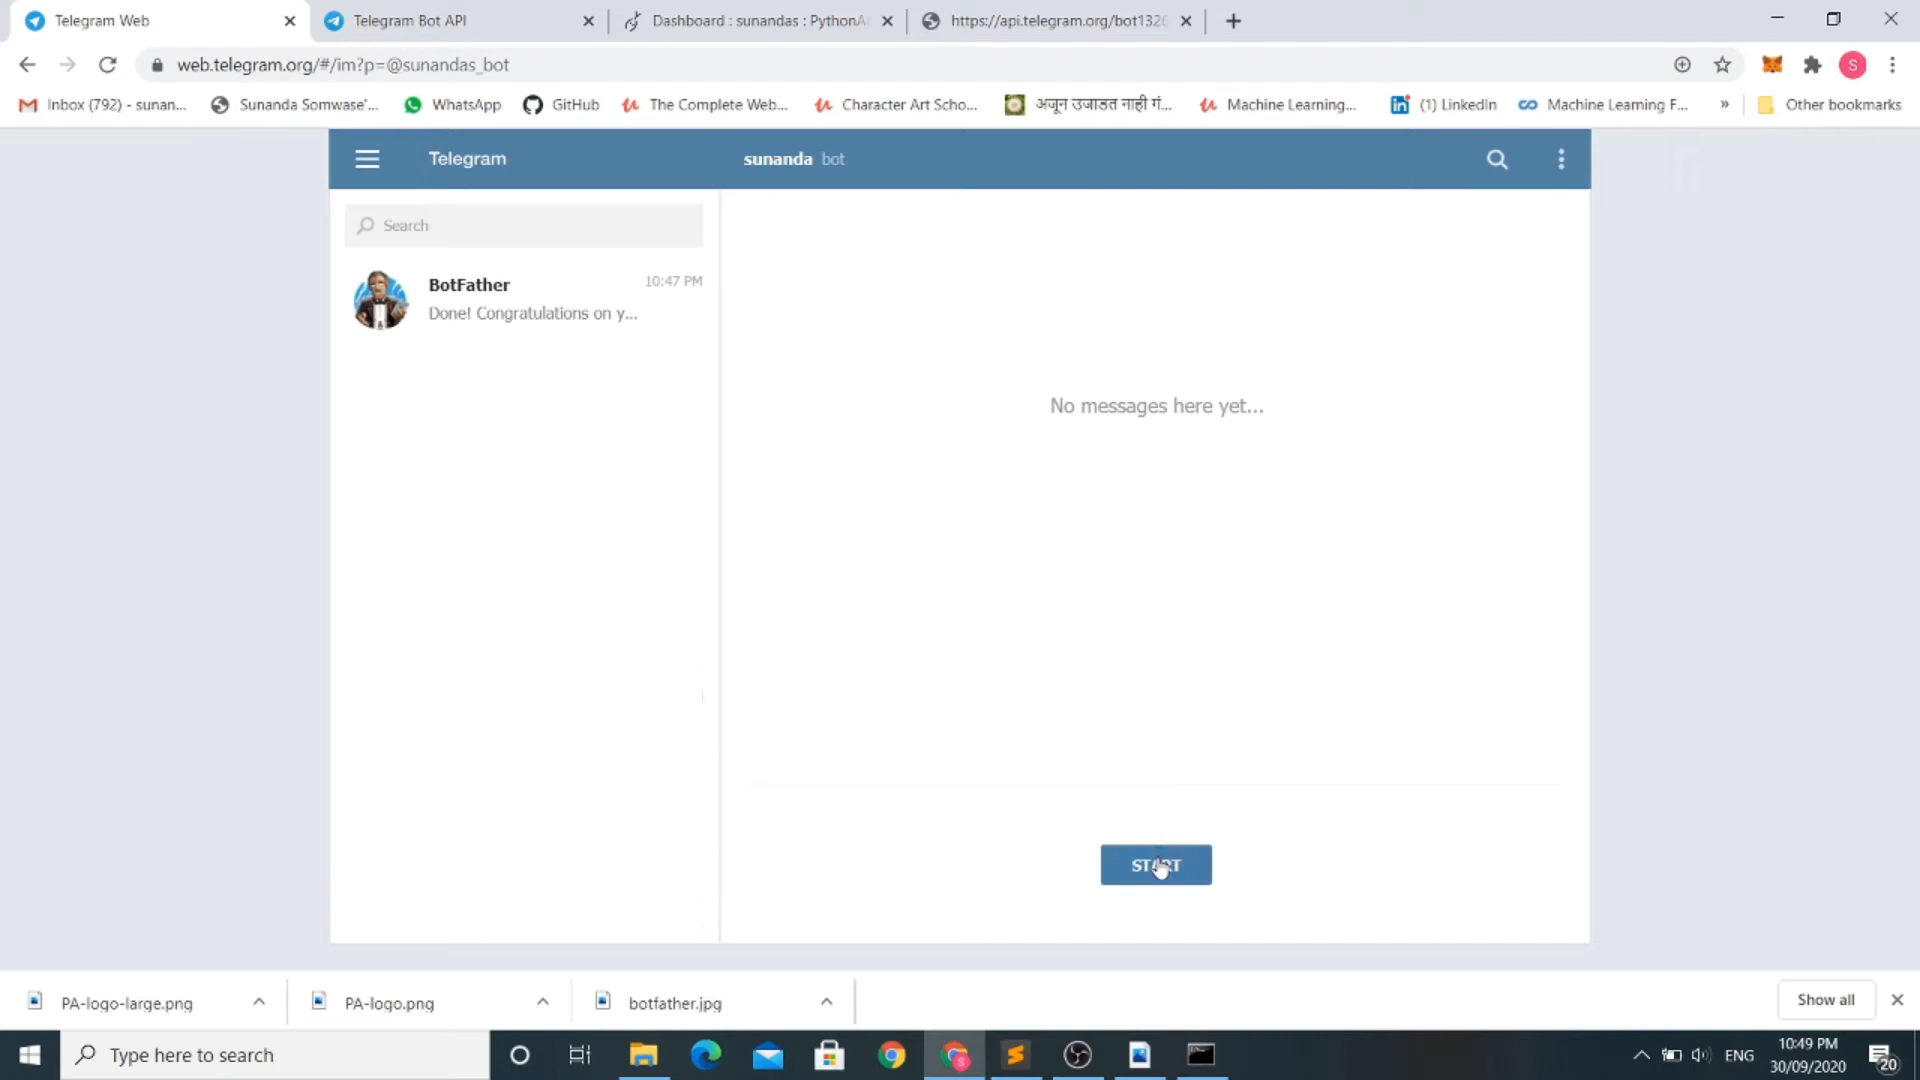 Telegram Web
Telegram Bot API
Dashboard : sunandas : PythonA
https://api.telegram.org/bot1326
web.telegram.org/#/im?p=@sunandas_bot
S
Inbox (792) - sunan...
Sunanda Somwase'...
WhatsApp
GitHub
The Complete Web...
Character Art Scho...
अजून उजाडत नाही गं...
Machine Learning...
(1) LinkedIn
Machine Learning F...
»
Other bookmarks
Telegram
sunanda bot
Search
BotFather
10:47 PM
Done! Congratulations on y...
No messages here yet...
START
PA-logo-large.png
PA-logo.png
botfather.jpg
Show all
Type here to search
ENG
10:49 PM
30/09/2020
20